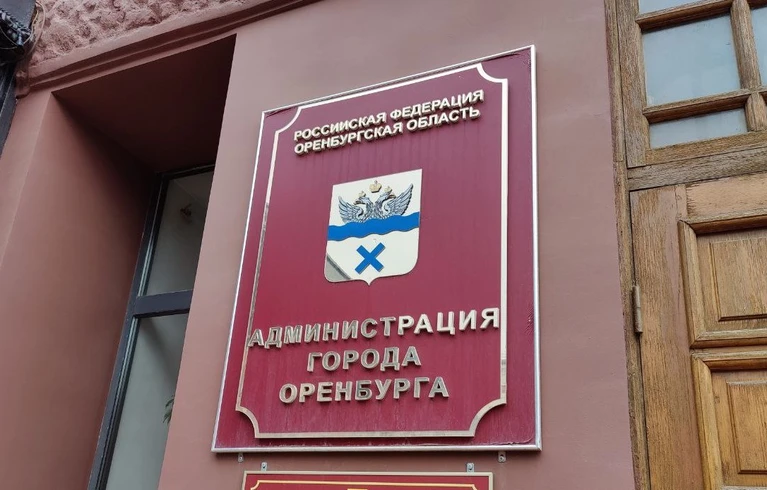 РОССИЙСКАЯ ФЕДЕРАЦИЯ
ОРЕНБУРГСКАЯ ОБЛАСТЬ
АДМИНИСТРАЦИЯ
ГОРОДА
ОРЕНБУРГА